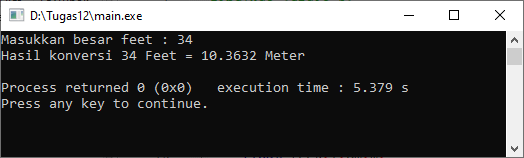 D:\Tugas12\main.exe
Masukkan besar feet : 34
Hasil konversi 34 Feet = 10.3632 Meter
Process returned 0 (0x0)   execution time : 5.379 s
Press any key to continue.